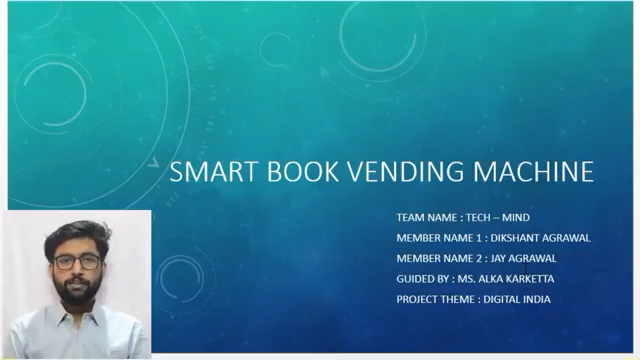 SMART BOOK VENDING MACHINE
TEAM NAME : TECH – MIND
MEMBER NAME 1 : DIKSHANT AGRAWAL
MEMBER NAME 2 : JAY AGRAWAL
GUIDED BY : MS. ALKA KARKETTA
PROJECT THEME : DIGITAL INDIA